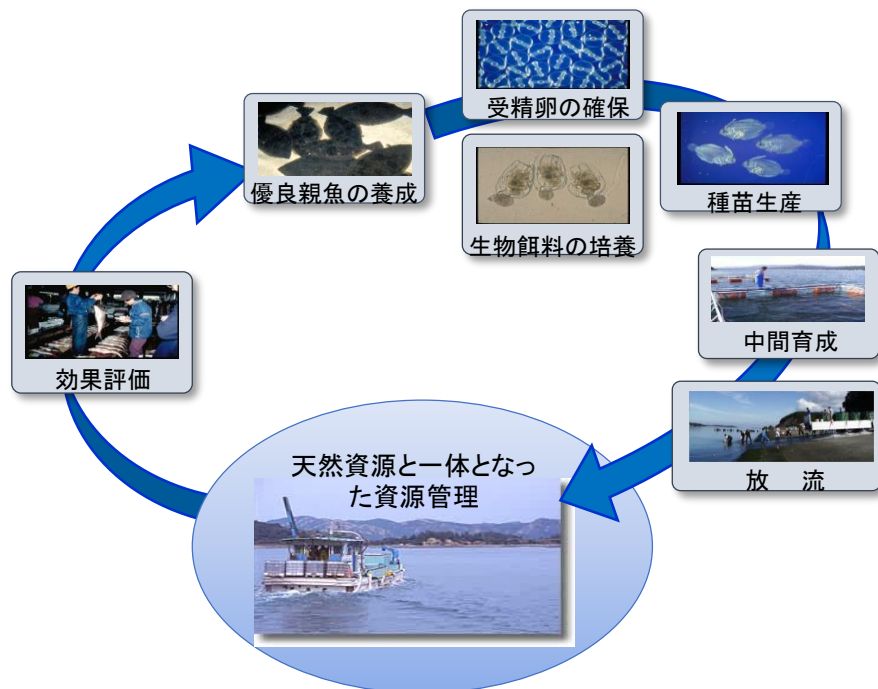 受精卵の確保
優良親魚の養成
生物餌料の培養
種苗生産
中間育成
放　流
天然資源と一体となっ
た資源管理
効果評価